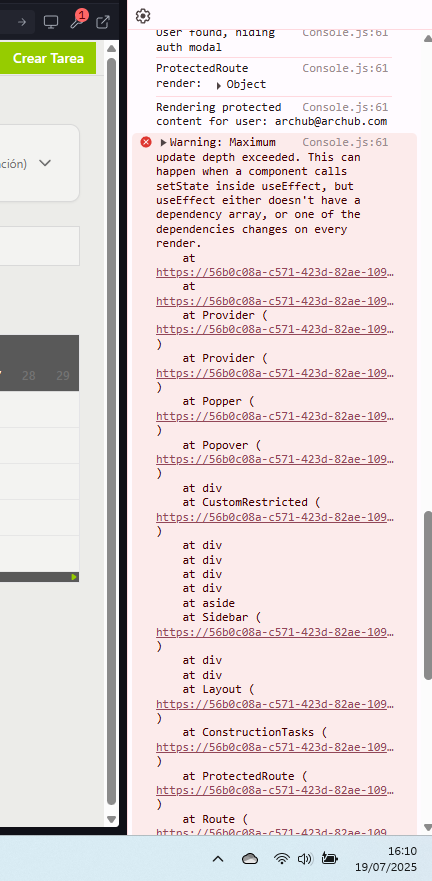 1
Crear Tarea
ación)
28 29
User found, hiding Console.js:61
auth modal
ProtectedRoute Console.js:61
render: Object
Rendering protected Console.js:61
content for user: archub@archub.com
Warning: Maximum Console.js:61
update depth exceeded. This can
happen when a component calls
setState inside useEffect, but
useEffect either doesn't have a
dependency array, or one of the
dependencies changes on every
render.
at
https://56b0c08a-c571-423d-82ae-109…
at
https://56b0c08a-c571-423d-82ae-109…
at Provider (
https://56b0c08a-c571-423d-82ae-109…
)
at Provider (
https://56b0c08a-c571-423d-82ae-109…
)
at Popper (
https://56b0c08a-c571-423d-82ae-109…
)
at Popover (
https://56b0c08a-c571-423d-82ae-109…
)
at div
at CustomRestricted (
https://56b0c08a-c571-423d-82ae-109…
)
at div
at div
at div
at div
at aside
at Sidebar (
https://56b0c08a-c571-423d-82ae-109…
)
at div
at div
at Layout (
https://56b0c08a-c571-423d-82ae-109…
)
at ConstructionTasks (
https://56b0c08a-c571-423d-82ae-109…
)
at ProtectedRoute (
https://56b0c08a-c571-423d-82ae-109…
)
at Route (
https://56b0c08a-c571-423d-82ae-109…
16:10
19/07/2025